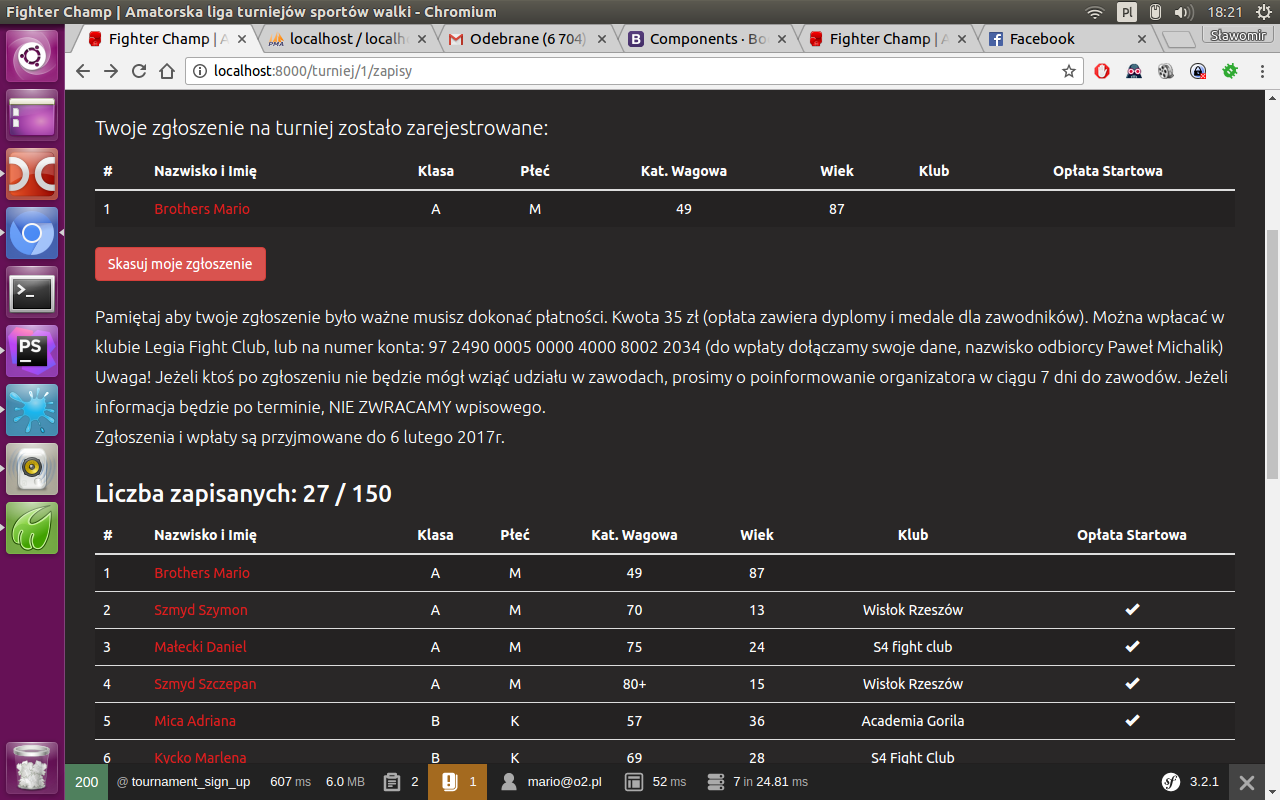 Fighter Champ | Amatorska liga turniejów sportów walki - Chromium
Pl
18:21
Fighter Champ | A
localhost / localh
Odebrane (6 704)
Components · Bo
Fighter Champ | A
Facebook
Sławomir
localhost:8000/turniej/1/zapisy
Twoje zgłoszenie na turniej zostało zarejestrowane:
# Nazwisko i Imię Klasa Płeć Kat. Wagowa Wiek Klub Opłata Startowa
1 Brothers Mario A M 49 87
Skasuj moje zgłoszenie
Pamiętaj aby twoje zgłoszenie było ważne musisz dokonać płatności. Kwota 35 zł (opłata zawiera dyplomy i medale dla zawodników). Można wpłacać w
klubie Legia Fight Club, lub na numer konta: 97 2490 0005 0000 4000 8002 2034 (do wpłaty dołączamy swoje dane, nazwisko odbiorcy Paweł Michalik)
Uwaga! Jeżeli ktoś po zgłoszeniu nie będzie mógł wziąć udziału w zawodach, prosimy o poinformowanie organizatora w ciągu 7 dni do zawodów. Jeżeli
informacja będzie po terminie, NIE ZWRACAMY wpisowego.
Zgłoszenia i wpłaty są przyjmowane do 6 lutego 2017r.
Liczba zapisanych: 27 / 150
# Nazwisko i Imię Klasa Płeć Kat. Wagowa Wiek Klub Opłata Startowa
1 Brothers Mario A M 49 87
2 Szmyd Szymon A M 70 13 Wisłok Rzeszów ✔
3 Małecki Daniel A M 75 24 S4 fight club ✔
4 Szmyd Szczepan A M 80+ 15 Wisłok Rzeszów ✔
5 Mica Adriana B K 57 36 Academia Gorila ✔
6 Kycko Marlena B K 69 28 S4 Fight Club
200 @ tournament_sign_up 607 ms 6.0 MB 2 1 mario@o2.pl 52 ms 7 in 24.81 ms sf 3.2.1
PS